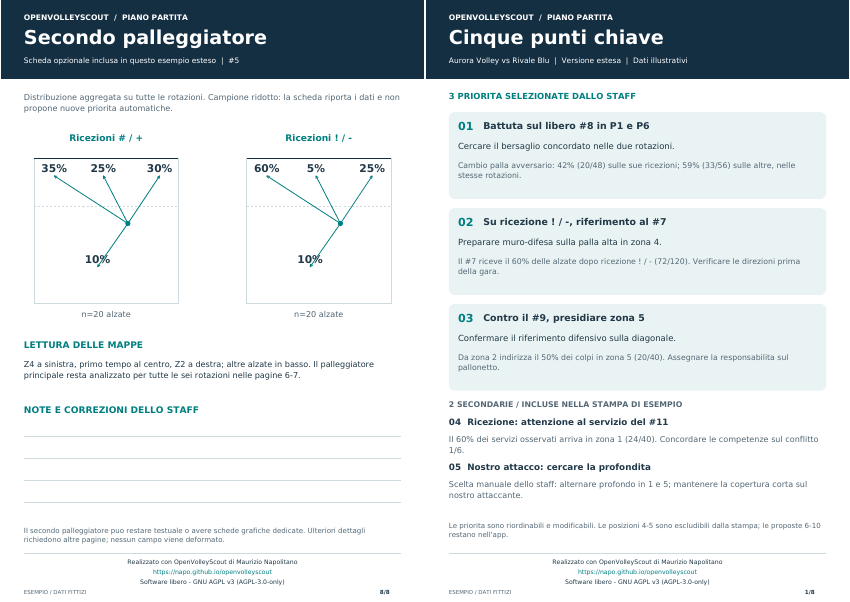 OPENVOLLEYSCOUT / PIANO PARTITA
Secondo palleggiatore
Scheda opzionale inclusa in questo esempio esteso | #5
Distribuzione aggregata su tutte le rotazioni. Campione ridotto: la scheda riporta i dati e non
propone nuove priorita automatiche.
Ricezioni # / +
35% 25% 30%
10%
n=20 alzate
Ricezioni ! / -
60% 5% 25%
10%
n=20 alzate
LETTURA DELLE MAPPE
Z4 a sinistra, primo tempo al centro, Z2 a destra; altre alzate in basso. Il palleggiatore
principale resta analizzato per tutte le sei rotazioni nelle pagine 6-7.
NOTE E CORREZIONI DELLO STAFF
Il secondo palleggiatore puo restare testuale o avere schede grafiche dedicate. Ulteriori dettagli
richiedono altre pagine; nessun campo viene deformato.
Realizzato con OpenVolleyScout di Maurizio Napolitano
https://napo.github.io/openvolleyscout
Software libero - GNU AGPL v3 (AGPL-3.0-only)
ESEMPIO / DATI FITTIZI
8/8
OPENVOLLEYSCOUT / PIANO PARTITA
Cinque punti chiave
Aurora Volley vs Rivale Blu | Versione estesa | Dati illustrativi
3 PRIORITA SELEZIONATE DALLO STAFF
01 Battuta sul libero #8 in P1 e P6
Cercare il bersaglio concordato nelle due rotazioni.
Cambio palla avversario: 42% (20/48) sulle sue ricezioni; 59% (33/56) sulle altre, nelle
stesse rotazioni.
02 Su ricezione ! / -, riferimento al #7
Preparare muro-difesa sulla palla alta in zona 4.
Il #7 riceve il 60% delle alzate dopo ricezione ! / - (72/120). Verificare le direzioni prima
della gara.
03 Contro il #9, presidiare zona 5
Confermare il riferimento difensivo sulla diagonale.
Da zona 2 indirizza il 50% dei colpi in zona 5 (20/40). Assegnare la responsabilita sul
pallonetto.
2 SECONDARIE / INCLUSE NELLA STAMPA DI ESEMPIO
04 Ricezione: attenzione al servizio del #11
Il 60% dei servizi osservati arriva in zona 1 (24/40). Concordare le competenze sul conflitto
1/6.
05 Nostro attacco: cercare la profondita
Scelta manuale dello staff: alternare profondo in 1 e 5; mantenere la copertura corta sul
nostro attaccante.
Le priorita sono riordinabili e modificabili. Le posizioni 4-5 sono escludibili dalla stampa; le proposte 6-10
restano nell'app.
Realizzato con OpenVolleyScout di Maurizio Napolitano
https://napo.github.io/openvolleyscout
Software libero - GNU AGPL v3 (AGPL-3.0-only)
ESEMPIO / DATI FITTIZI
1/8